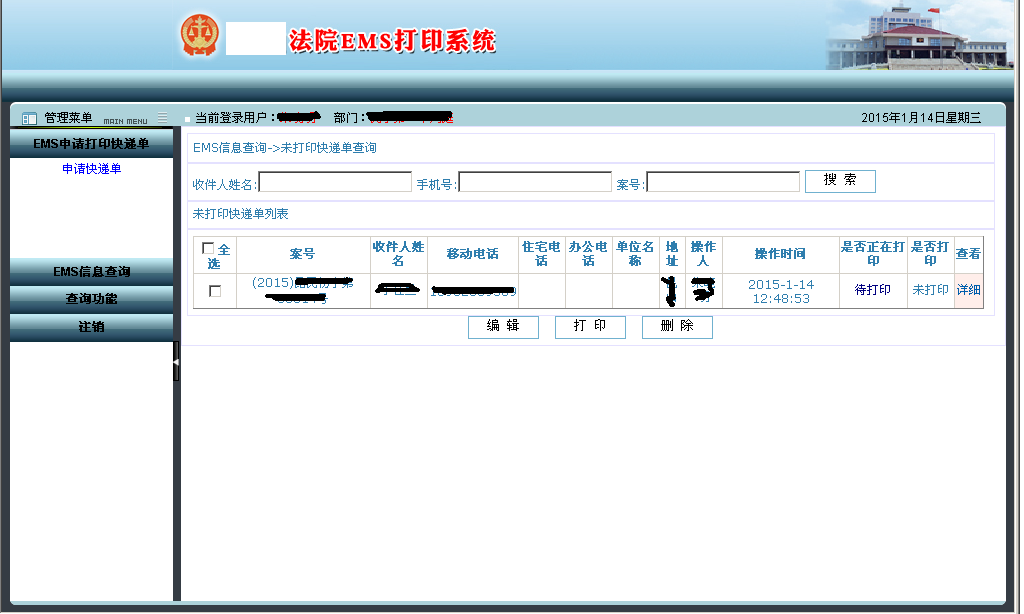 法院EMS打印系统
管理菜单 MAIN MENU
当前登录用户： 部门： 2015年1月14日星期三
EMS申请打印快递单
申请快递单
EMS信息查询
查询功能
注销
EMS信息查询->未打印快递单查询
收件人姓名: 手机号: 案号: 搜 索
未打印快递单列表
全选 案号 收件人姓名 移动电话 住宅电话 办公电话 单位名称 地址 操作人 操作时间 是否正在打印 是否打印 查看
(2015) 2015-1-14 12:48:53 待打印 未打印 详细
编 辑 打 印 删 除